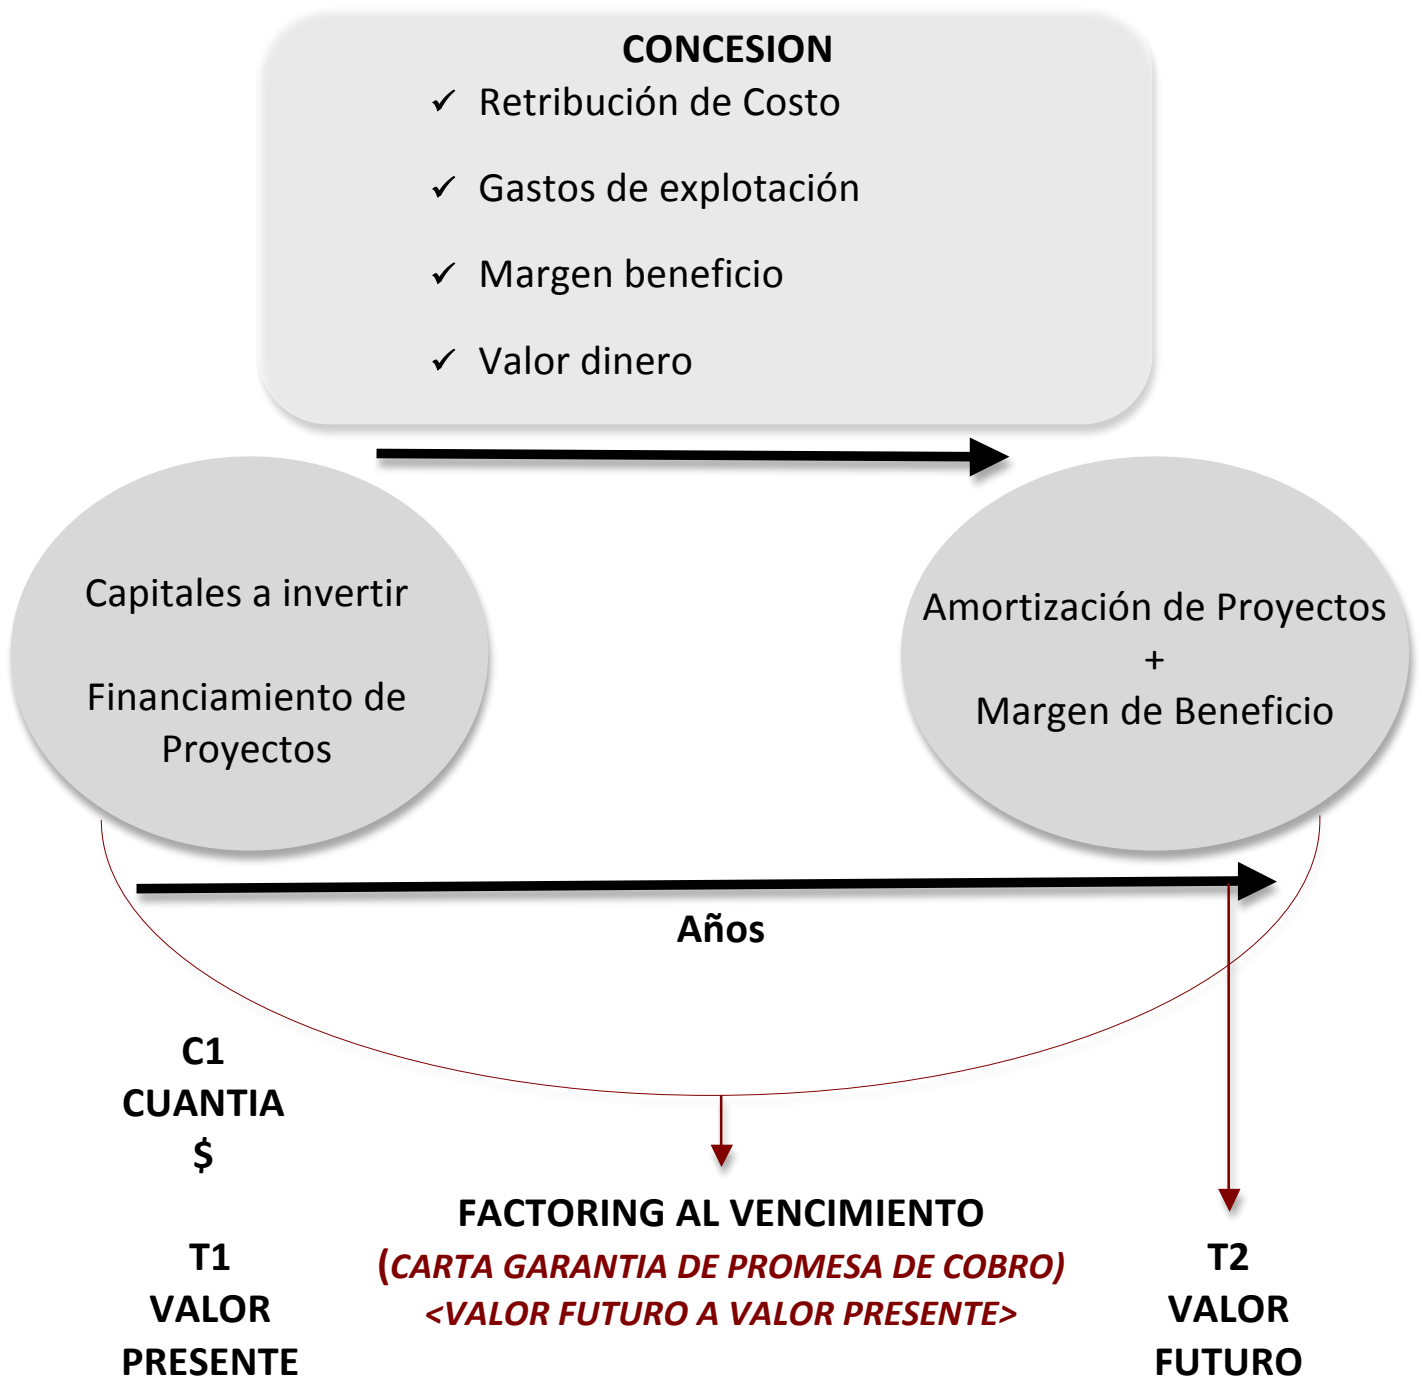 CONCESION
✓ Retribución de Costo
✓ Gastos de explotación
✓ Margen beneficio
✓ Valor dinero
Capitales a invertir
Financiamiento de
Proyectos
Amortización de Proyectos
+
Margen de Beneficio
Años
C1
CUANTIA
$
T1
VALOR
PRESENTE
FACTORING AL VENCIMIENTO
(CARTA GARANTIA DE PROMESA DE COBRO)
<VALOR FUTURO A VALOR PRESENTE>
T2
VALOR
FUTURO